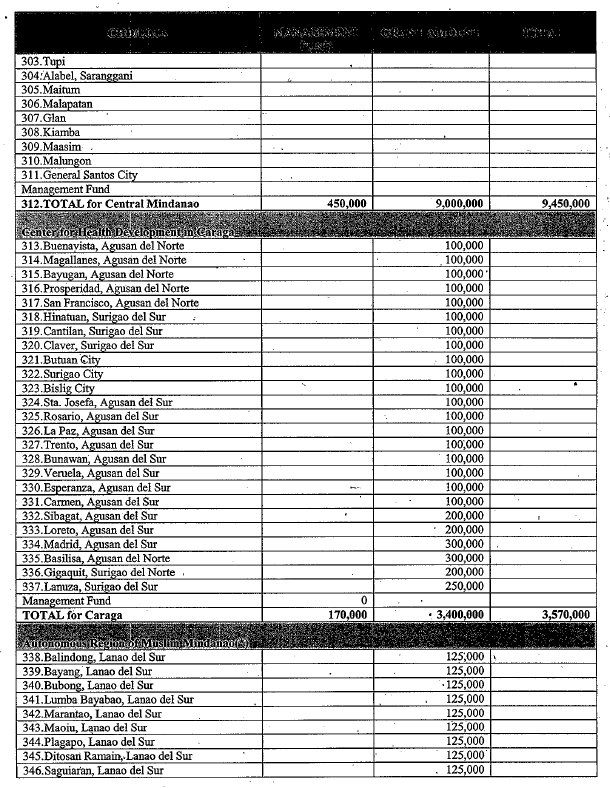 MANAGEMENT FUND TOTAL
303.Tupi
304.Alabel, Saranggani
305.Maitum
306.Malapatan
307.Glan
308.Kiamba
309.Maasim
310.Malungon
311.General Santos City
Management Fund
312.TOTAL for Central Mindanao 450,000 9,000,000 9,450,000
Center for Health Development in Caraga
313.Buenavista, Agusan del Norte 100,000
314.Magallanes, Agusan del Norte 100,000
315.Bayugan, Agusan del Norte 100,000
316.Prosperidad, Agusan del Norte 100,000
317.San Francisco, Agusan del Norte 100,000
318.Hinatuan, Surigao del Sur 100,000
319.Cantilan, Surigao del Sur 100,000
320.Claver, Surigao del Sur 100,000
321.Butuan City 100,000
322.Surigao City 100,000
323.Bislig City 100,000
324.Sta. Josefa, Agusan del Sur 100,000
325.Rosario, Agusan del Sur 100,000
326.La Paz, Agusan del Sur 100,000
327.Trento, Agusan del Sur 100,000
328.Bunawan, Agusan del Sur 100,000
329.Veruela, Agusan del Sur 100,000
330.Esperanza, Agusan del Sur 100,000
331.Carmen, Agusan del Sur 100,000
332.Sibagat, Agusan del Sur 200,000
333.Loreto, Agusan del Sur 200,000
334.Madrid, Agusan del Sur 300,000
335.Basilisa, Agusan del Norte 300,000
336.Gigaquit, Surigao del Norte 200,000
337.Lanuza, Surigao del Sur 250,000
Management Fund 0
TOTAL for Caraga 170,000 3,400,000 3,570,000
Autonomous Region of Muslim Mindanao
338.Balindong, Lanao del Sur 125,000
339.Bayang, Lanao del Sur 125,000
340.Bubong, Lanao del Sur 125,000
341.Lumba Bayabao, Lanao del Sur 125,000
342.Marantao, Lanao del Sur 125,000
343.Maoiu, Lanao del Sur 125,000
344.Plagapo, Lanao del Sur 125,000
345.Ditosan Ramain, Lanao del Sur 125,000
346.Saguiaran, Lanao del Sur 125,000